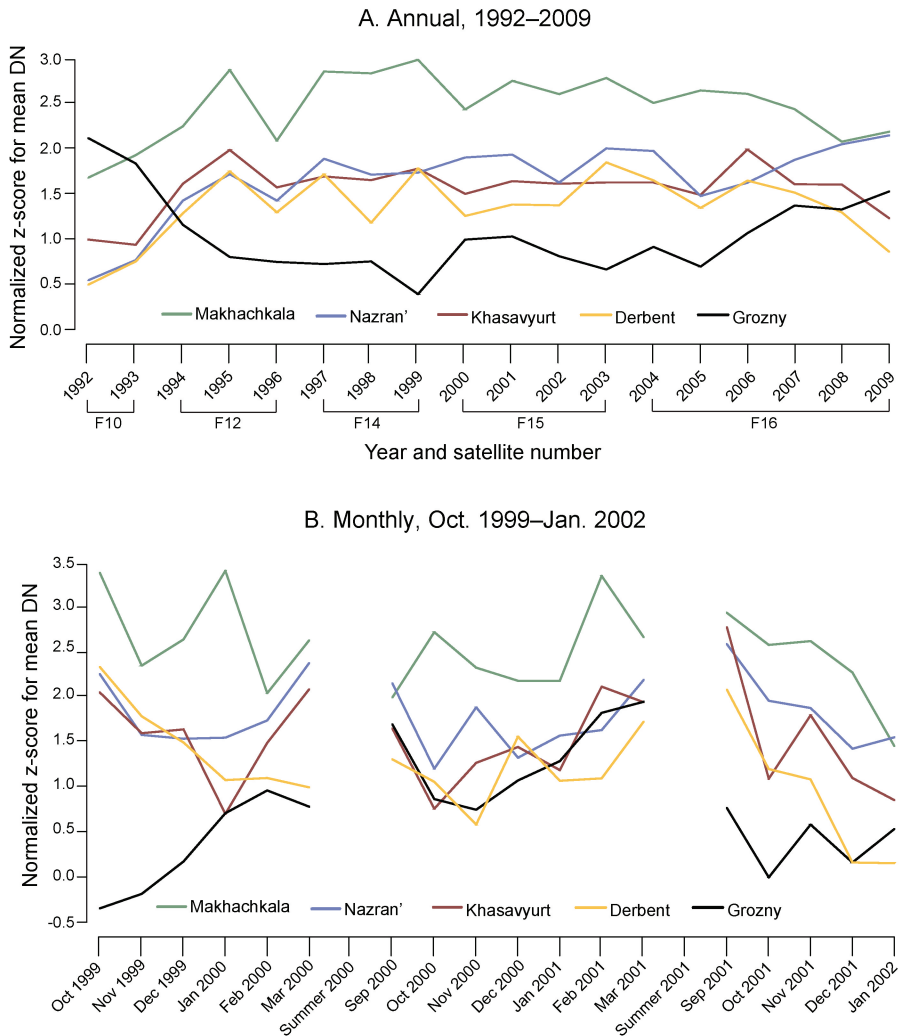 A. Annual, 1992–2009
Normalized z-score for mean DN
3.0
2.5
2.0
1.5
1.0
0.5
0.0
Makhachkala Nazran’ Khasavyurt Derbent Grozny
1992 1993 1994 1995 1996 1997 1998 1999 2000 2001 2002 2003 2004 2005 2006 2007 2008 2009
F10 F12 F14 F15 F16
Year and satellite number
B. Monthly, Oct. 1999–Jan. 2002
Normalized z-score for mean DN
3.5
3.0
2.5
2.0
1.5
1.0
0.5
0.0
-0.5
Makhachkala Nazran’ Khasavyurt Derbent Grozny
Oct 1999 Nov 1999 Dec 1999 Jan 2000 Feb 2000 Mar 2000 Summer 2000 Sep 2000 Oct 2000 Nov 2000 Dec 2000 Jan 2001 Feb 2001 Mar 2001 Summer 2001 Sep 2001 Oct 2001 Nov 2001 Dec 2001 Jan 2002